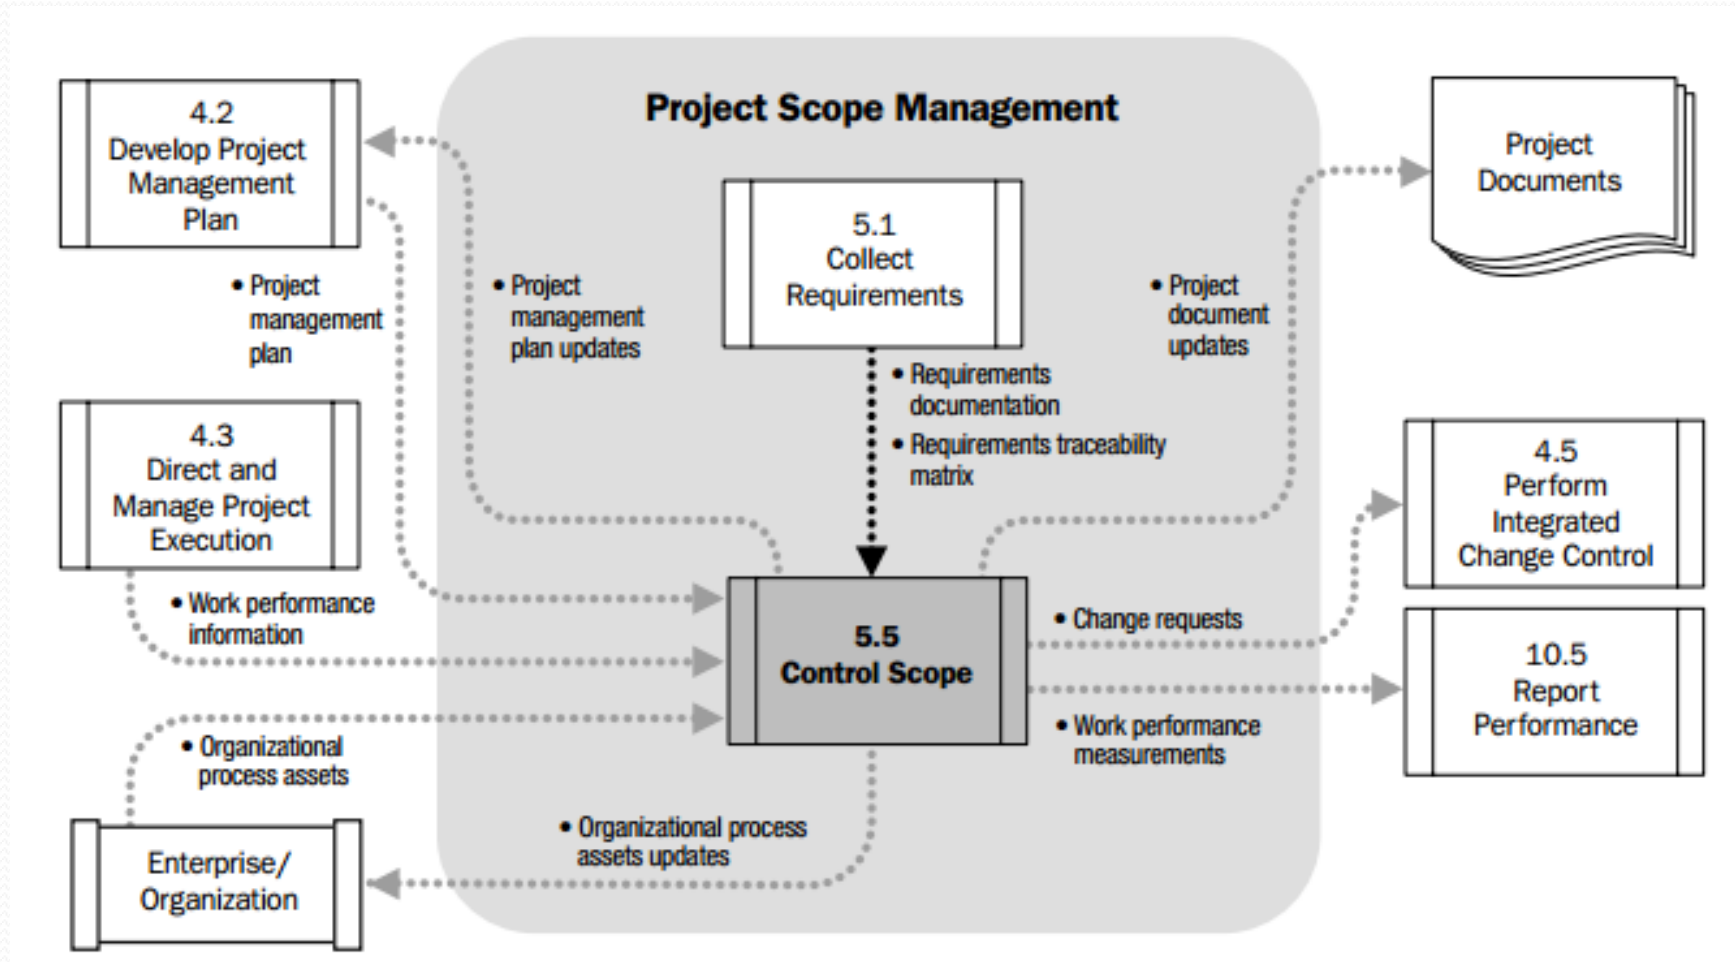 Project Scope Management
4.2
Develop Project
Management
Plan
• Project
management
plan
• Project
management
plan updates
5.1
Collect
Requirements
• Requirements
documentation
• Requirements traceability
matrix
• Project
document
updates
Project
Documents
4.3
Direct and
Manage Project
Execution
• Work performance
information
4.5
Perform
Integrated
Change Control
• Change requests
5.5
Control Scope
10.5
Report
Performance
• Work performance
measurements
• Organizational
process assets
• Organizational process
assets updates
Enterprise/
Organization